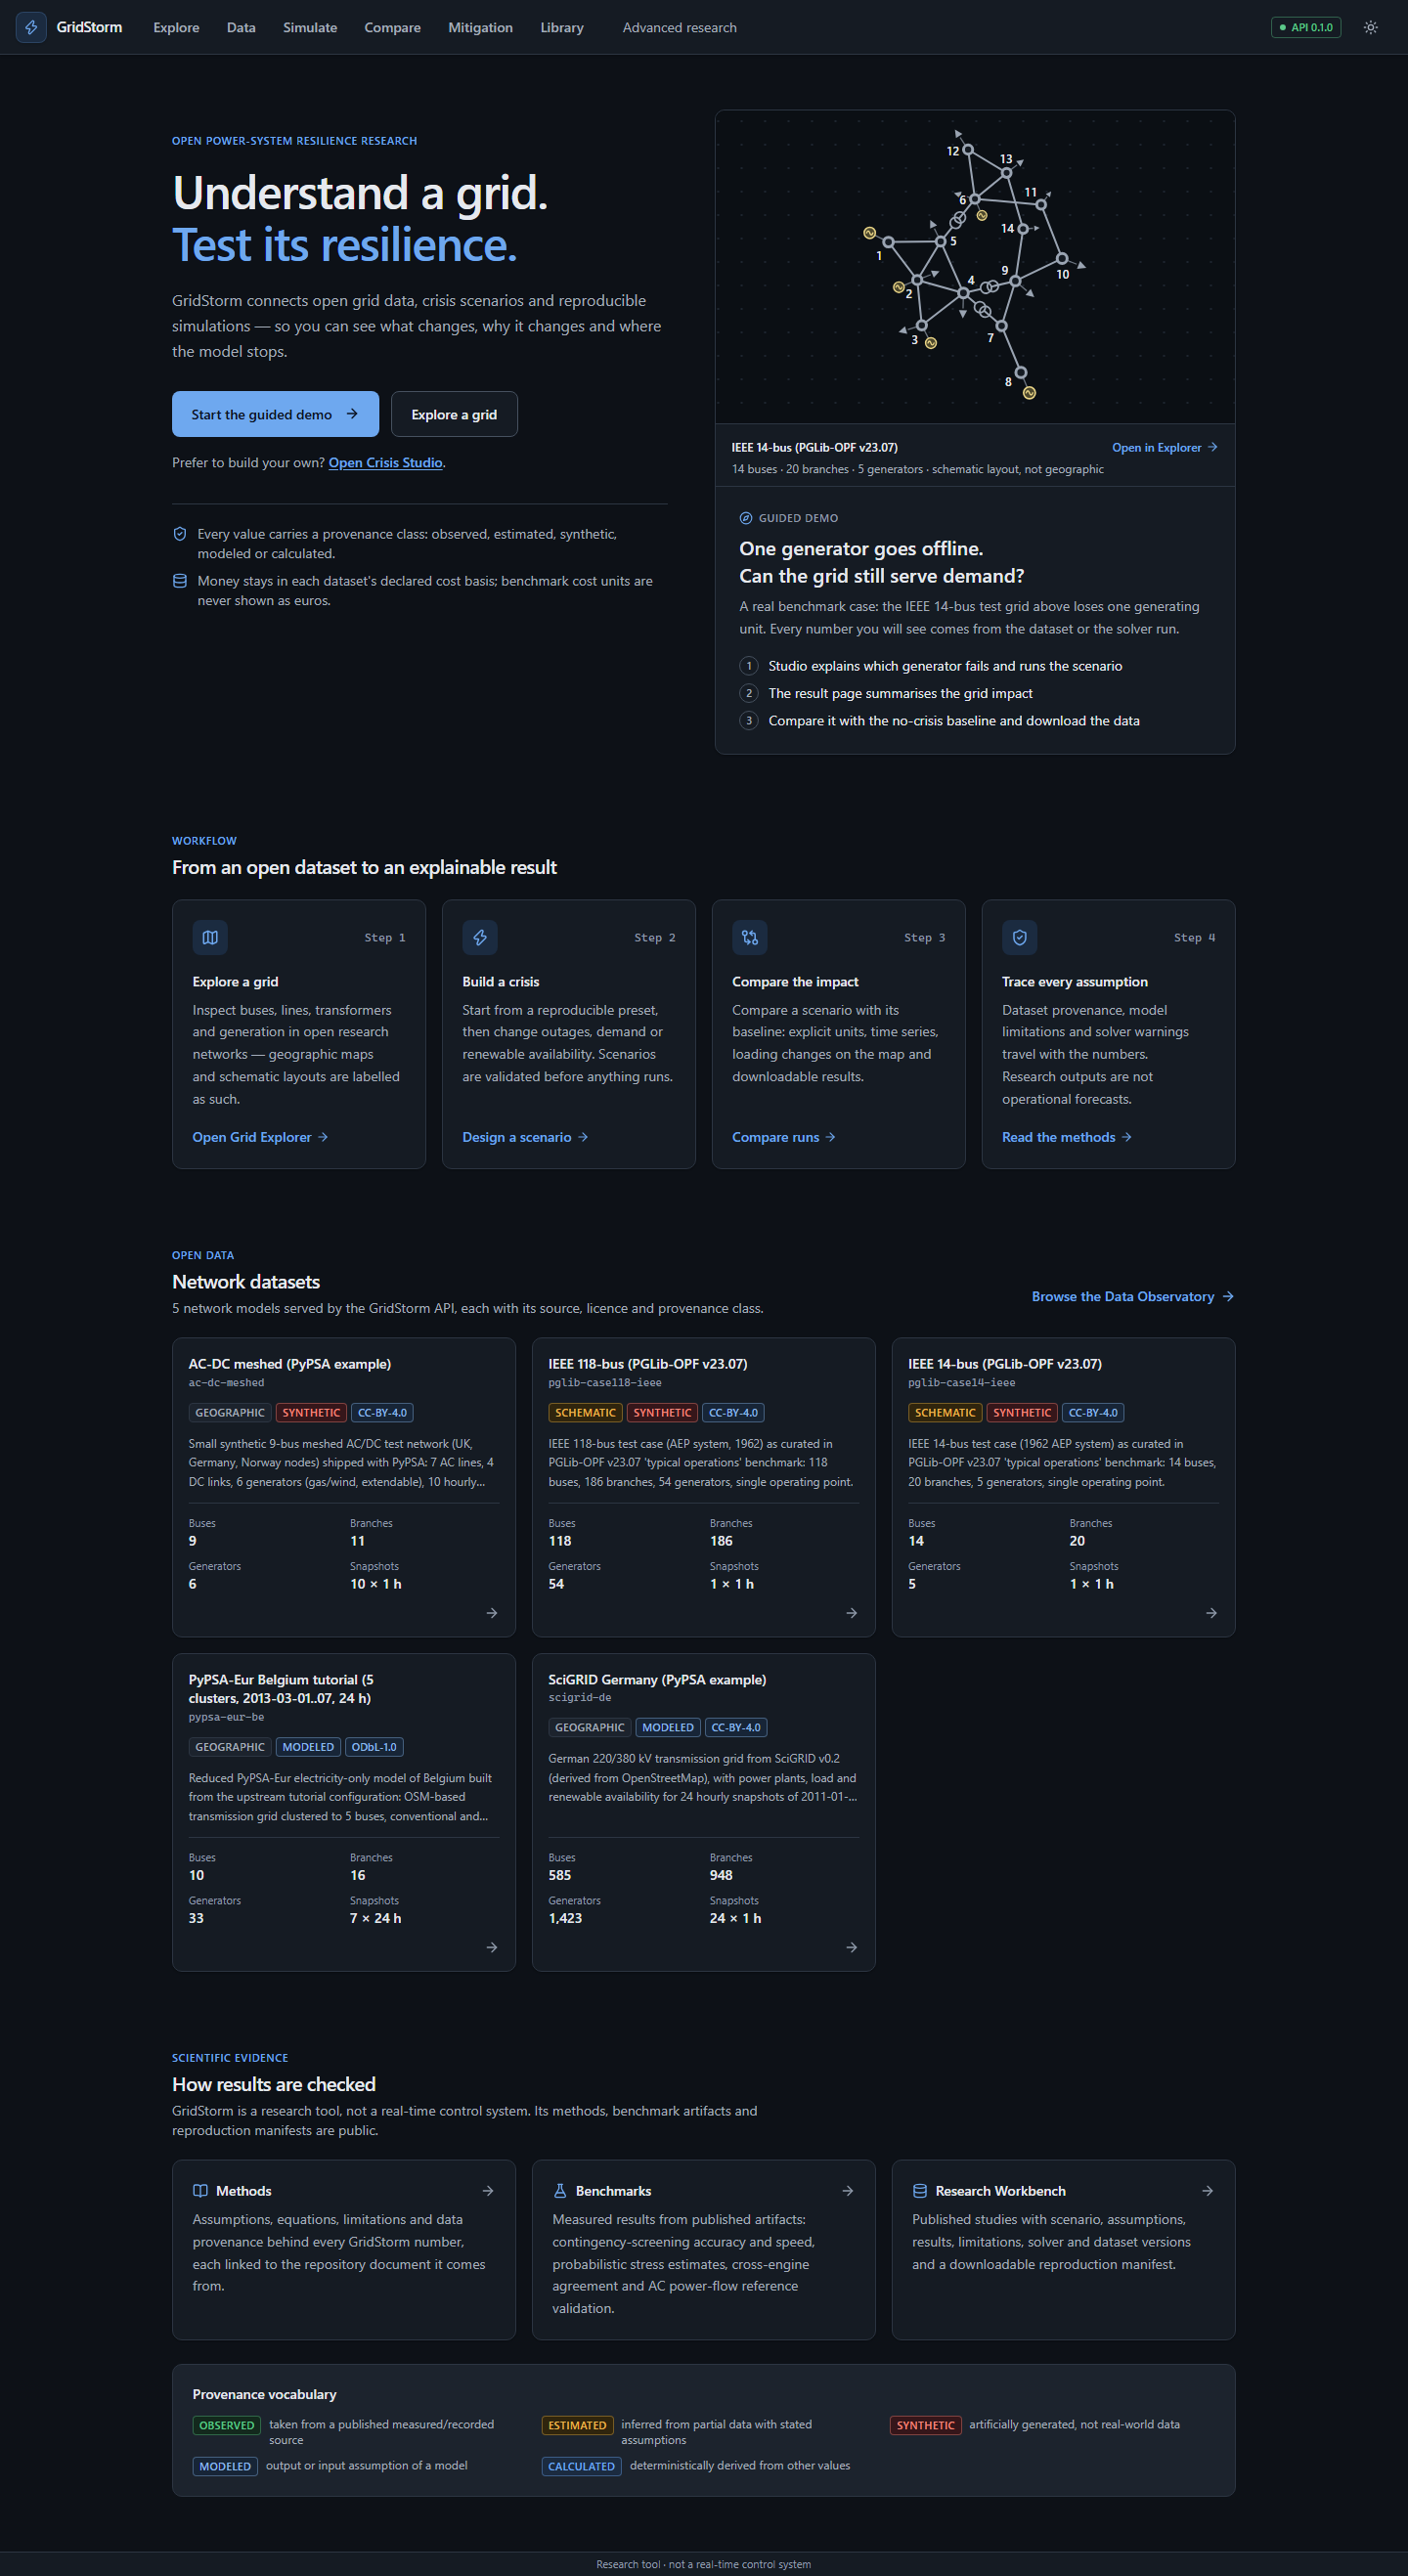 GridStorm
Explore
Data
Simulate
Compare
Mitigation
Library
Advanced research
API 0.1.0
OPEN POWER-SYSTEM RESILIENCE RESEARCH
Understand a grid.
Test its resilience.
GridStorm connects open grid data, crisis scenarios and reproducible
simulations — so you can see what changes, why it changes and where
the model stops.
Start the guided demo
Explore a grid
Prefer to build your own? Open Crisis Studio.
Every value carries a provenance class: observed, estimated, synthetic,
modeled or calculated.
Money stays in each dataset's declared cost basis; benchmark cost units are
never shown as euros.
12
13
11
6
14
5
1
10
9
4
2
3
7
8
IEEE 14-bus (PGLib-OPF v23.07)
Open in Explorer
14 buses · 20 branches · 5 generators · schematic layout, not geographic
GUIDED DEMO
One generator goes offline.
Can the grid still serve demand?
A real benchmark case: the IEEE 14-bus test grid above loses one generating
unit. Every number you will see comes from the dataset or the solver run.
1 Studio explains which generator fails and runs the scenario
2 The result page summarises the grid impact
3 Compare it with the no-crisis baseline and download the data
WORKFLOW
From an open dataset to an explainable result
Step 1
Explore a grid
Inspect buses, lines, transformers
and generation in open research
networks — geographic maps
and schematic layouts are labelled
as such.
Open Grid Explorer
Step 2
Build a crisis
Start from a reproducible preset,
then change outages, demand or
renewable availability. Scenarios
are validated before anything runs.
Design a scenario
Step 3
Compare the impact
Compare a scenario with its
baseline: explicit units, time series,
loading changes on the map and
downloadable results.
Compare runs
Step 4
Trace every assumption
Dataset provenance, model
limitations and solver warnings
travel with the numbers.
Research outputs are not
operational forecasts.
Read the methods
OPEN DATA
Network datasets
5 network models served by the GridStorm API, each with its source, licence and provenance class.
Browse the Data Observatory
AC-DC meshed (PyPSA example)
ac-dc-meshed
GEOGRAPHIC SYNTHETIC CC-BY-4.0
Small synthetic 9-bus meshed AC/DC test network (UK,
Germany, Norway nodes) shipped with PyPSA: 7 AC lines, 4
DC links, 6 generators (gas/wind, extendable), 10 hourly...
Buses Branches
9 11
Generators Snapshots
6 10 × 1 h
IEEE 118-bus (PGLib-OPF v23.07)
pglib-case118-ieee
SCHEMATIC SYNTHETIC CC-BY-4.0
IEEE 118-bus test case (AEP system, 1962) as curated in
PGLib-OPF v23.07 'typical operations' benchmark: 118
buses, 186 branches, 54 generators, single operating point.
Buses Branches
118 186
Generators Snapshots
54 1 × 1 h
IEEE 14-bus (PGLib-OPF v23.07)
pglib-case14-ieee
SCHEMATIC SYNTHETIC CC-BY-4.0
IEEE 14-bus test case (1962 AEP system) as curated in
PGLib-OPF v23.07 'typical operations' benchmark: 14 buses,
20 branches, 5 generators, single operating point.
Buses Branches
14 20
Generators Snapshots
5 1 × 1 h
PyPSA-Eur Belgium tutorial (5
clusters, 2013-03-01..07, 24 h)
pypsa-eur-be
GEOGRAPHIC MODELED ODbL-1.0
Reduced PyPSA-Eur electricity-only model of Belgium built
from the upstream tutorial configuration: OSM-based
transmission grid clustered to 5 buses, conventional and...
Buses Branches
10 16
Generators Snapshots
33 7 × 24 h
SciGRID Germany (PyPSA example)
scigrid-de
GEOGRAPHIC MODELED CC-BY-4.0
German 220/380 kV transmission grid from SciGRID v0.2
(derived from OpenStreetMap), with power plants, load and
renewable availability for 24 hourly snapshots of 2011-01-...
Buses Branches
585 948
Generators Snapshots
1,423 24 × 1 h
SCIENTIFIC EVIDENCE
How results are checked
GridStorm is a research tool, not a real-time control system. Its methods, benchmark artifacts and
reproduction manifests are public.
Methods
Assumptions, equations, limitations and data
provenance behind every GridStorm number,
each linked to the repository document it comes
from.
Benchmarks
Measured results from published artifacts:
contingency-screening accuracy and speed,
probabilistic stress estimates, cross-engine
agreement and AC power-flow reference
validation.
Research Workbench
Published studies with scenario, assumptions,
results, limitations, solver and dataset versions
and a downloadable reproduction manifest.
Provenance vocabulary
OBSERVED taken from a published measured/recorded
source
ESTIMATED inferred from partial data with stated
assumptions
SYNTHETIC artificially generated, not real-world data
MODELED output or input assumption of a model
CALCULATED deterministically derived from other values
Research tool · not a real-time control system